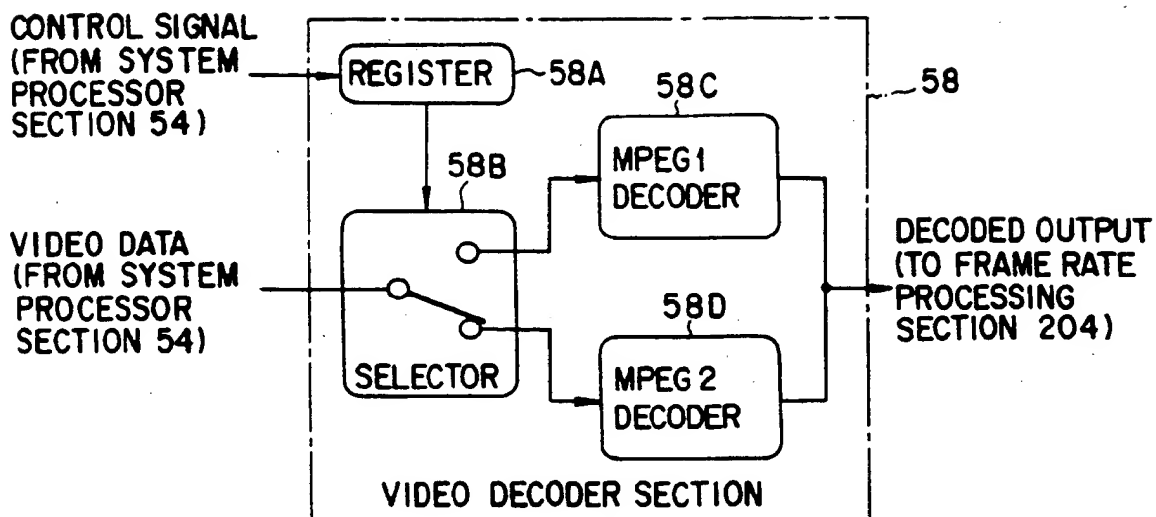 CONTROL SIGNAL
(FROM SYSTEM
PROCESSOR
SECTION 54)
REGISTER
58A
58C
58
58B
MPEG1
DECODER
VIDEO DATA
(FROM SYSTEM
PROCESSOR
SECTION 54)
SELECTOR
58D
MPEG2
DECODER
DECODED OUTPUT
(TO FRAME RATE
PROCESSING
SECTION 204)
VIDEO DECODER SECTION